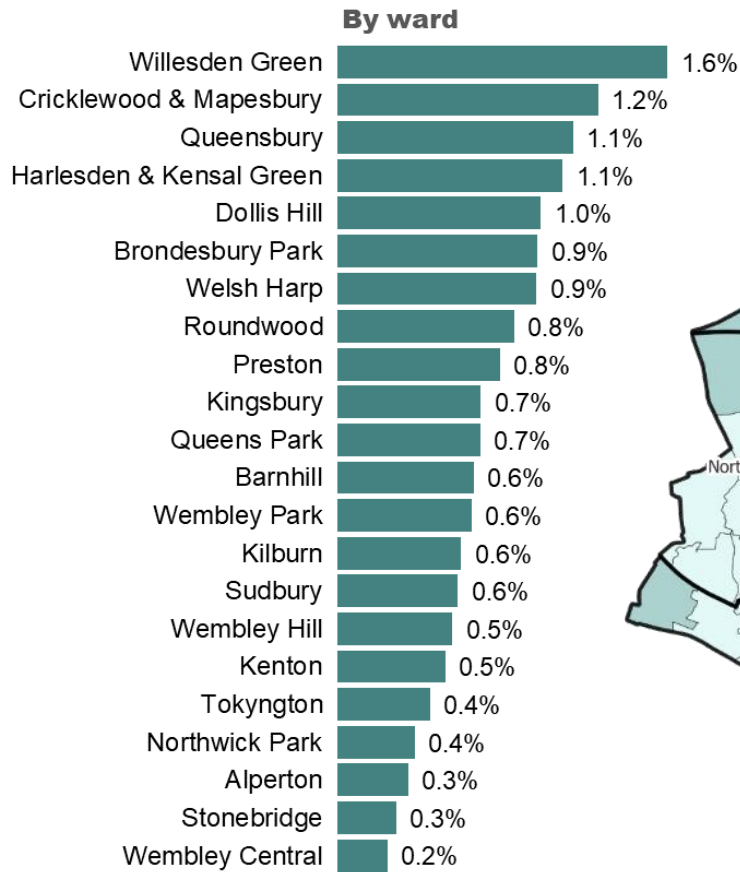 By ward
Willesden Green 1.6%
Cricklewood & Mapesbury 1.2%
Queensbury 1.1%
Harlesden & Kensal Green 1.1%
Dollis Hill 1.0%
Brondesbury Park 0.9%
Welsh Harp 0.9%
Roundwood 0.8%
Preston 0.8%
Kingsbury 0.7%
Queens Park 0.7%
Barnhill 0.6%
Nort
Wembley Park 0.6%
Kilburn 0.6%
Sudbury 0.6%
Wembley Hill 0.5%
Kenton 0.5%
Tokyngton 0.4%
Northwick Park 0.4%
Alperton 0.3%
Stonebridge 0.3%
Wembley Central 0.2%